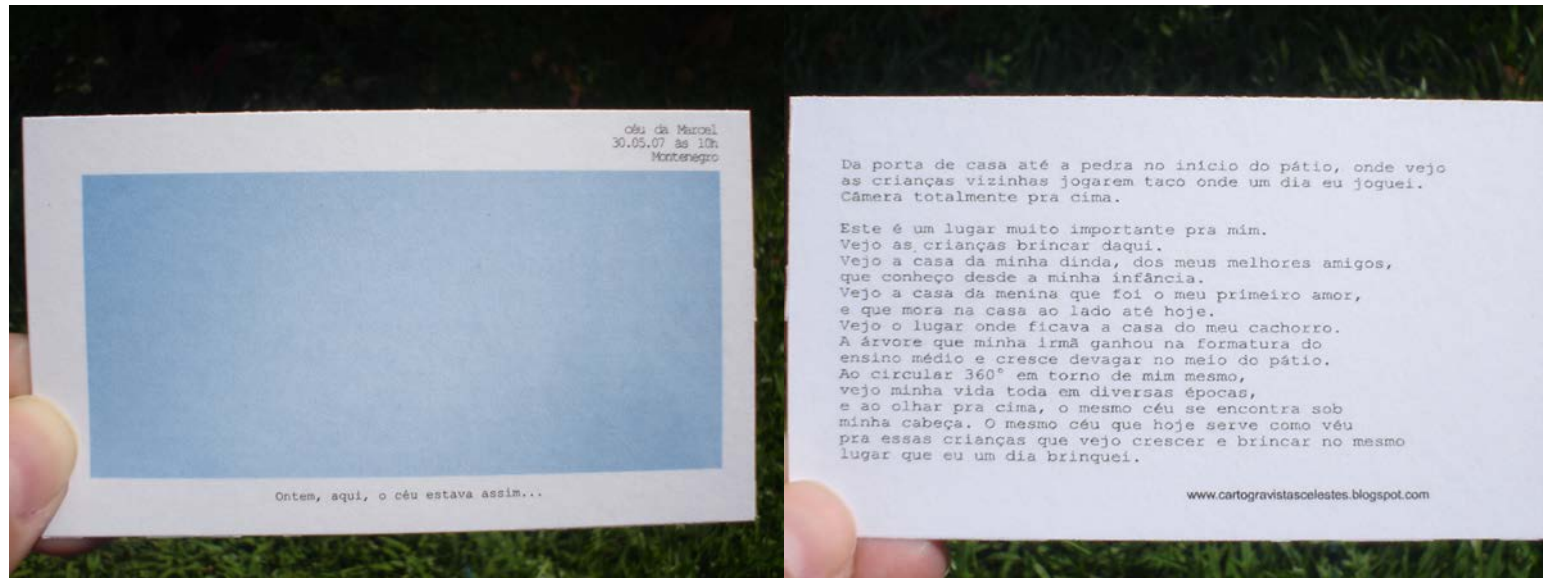 céu da Marcel
30.05.07 às 10h
Montenegro
Ontem, aqui, o céu estava assim...
Da porta de casa até a pedra no início do pátio, onde vejo
as crianças vizinhas jogarem taco onde um dia eu joguei.
Câmera totalmente pra cima.
Este é um lugar muito importante pra mim.
Vejo as crianças brincar daqui.
Vejo a casa da minha dinda, dos meus melhores amigos,
que conheço desde a minha infância.
Vejo a casa da menina que foi o meu primeiro amor,
e que mora na casa ao lado até hoje.
Vejo o lugar onde ficava a casa do meu cachorro.
A árvore que minha irmã ganhou na formatura do
ensino médio e cresce devagar no meio do pátio.
Ao circular 360° em torno de mim mesmo,
vejo minha vida toda em diversas épocas,
e ao olhar pra cima, o mesmo céu se encontra sob
minha cabeça. O mesmo céu que hoje serve como véu
pra essas crianças que vejo crescer e brincar no mesmo
lugar que eu um dia brinquei.
www.cartogravistascelestes.blogspot.com